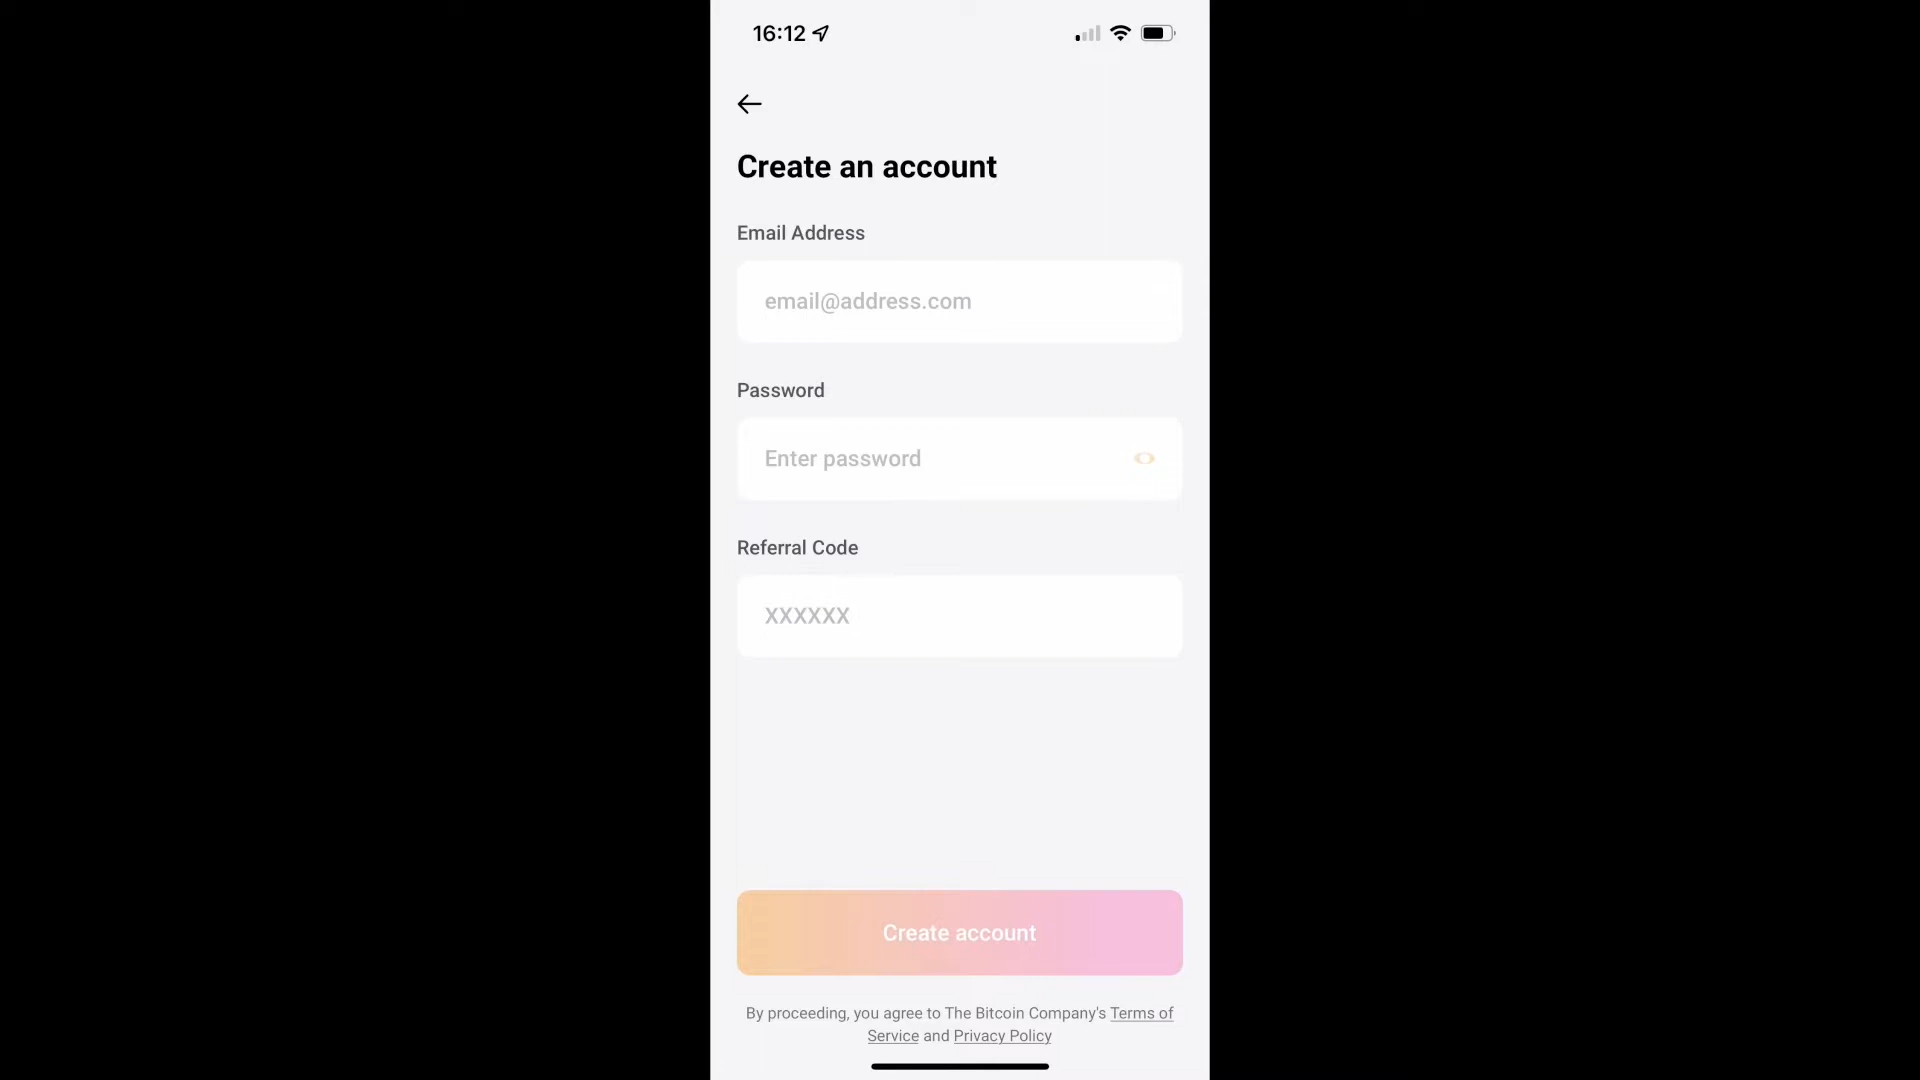 16:12
Create an account
Email Address
email@address.com
Password
Enter password
Referral Code
XXXXXX
Create account
By proceeding, you agree to The Bitcoin Company's Terms of
Service and Privacy Policy